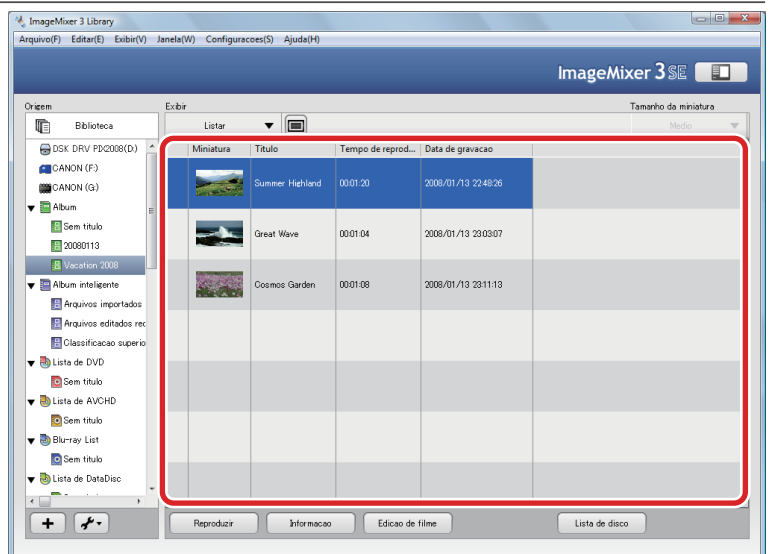 ImageMixer 3 Library
Arquivo(F) Editar(E) Exibir(V) Janela(W) Configuracoes(S) Ajuda(H)
ImageMixer 3 SE
Origem Exibir Tamanho da miniatura
Biblioteca Listar Medio
DSK DRV PIX2008(D:)
CANON (F:)
CANON (G:)
Album
Sem titulo
20080113
Vacation 2008
Album inteligente
Arquivos importados
Arquivos editados rec
Classificacao superio
Lista de DVD
Sem titulo
Lista de AVCHD
Sem titulo
Blu-ray List
Sem titulo
Lista de DataDisc
Miniatura Titulo Tempo de reprod... Data de gravacao
Summer Highland 00:01:20 2008/01/13 22:48:26
Great Wave 00:01:04 2008/01/13 23:03:07
Cosmos Garden 00:01:08 2008/01/13 23:11:13
Reproduzir Informacao Edicao de filme Lista de disco